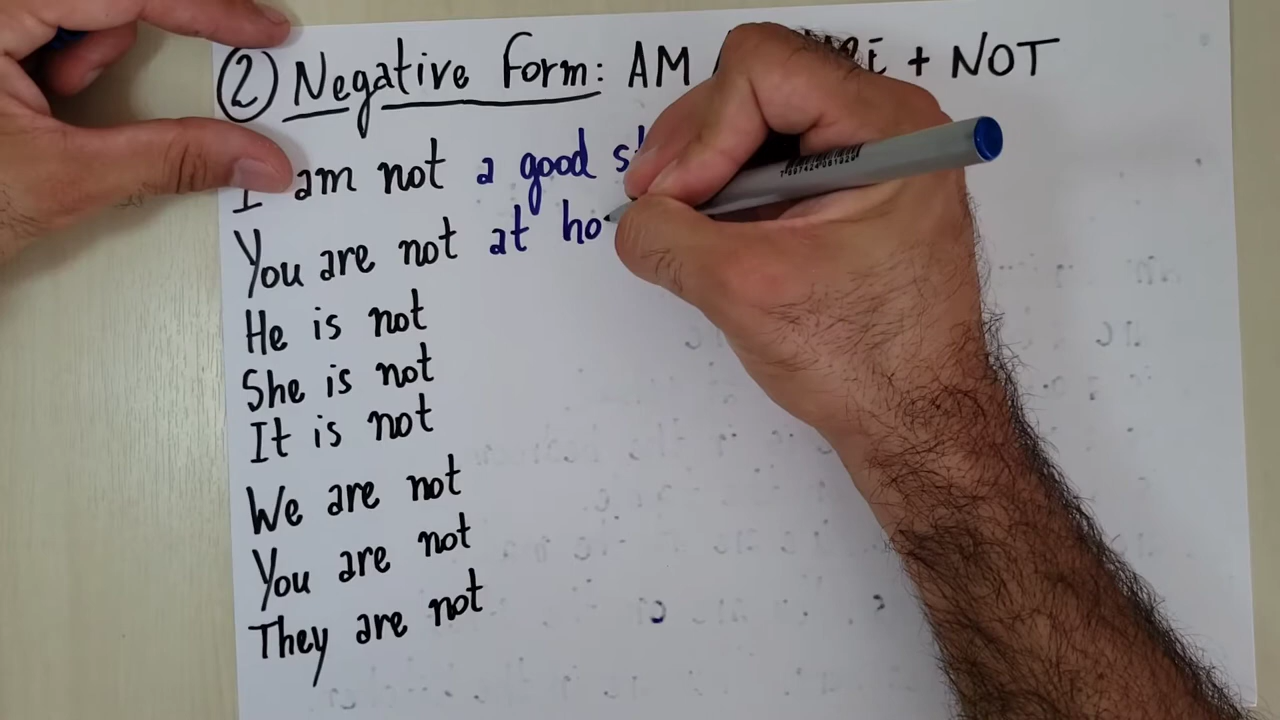 ② Negative Form: AM + NOT
I am not a good
You are not at
He is not
She is not
It is not
We are not
You are not
They are not